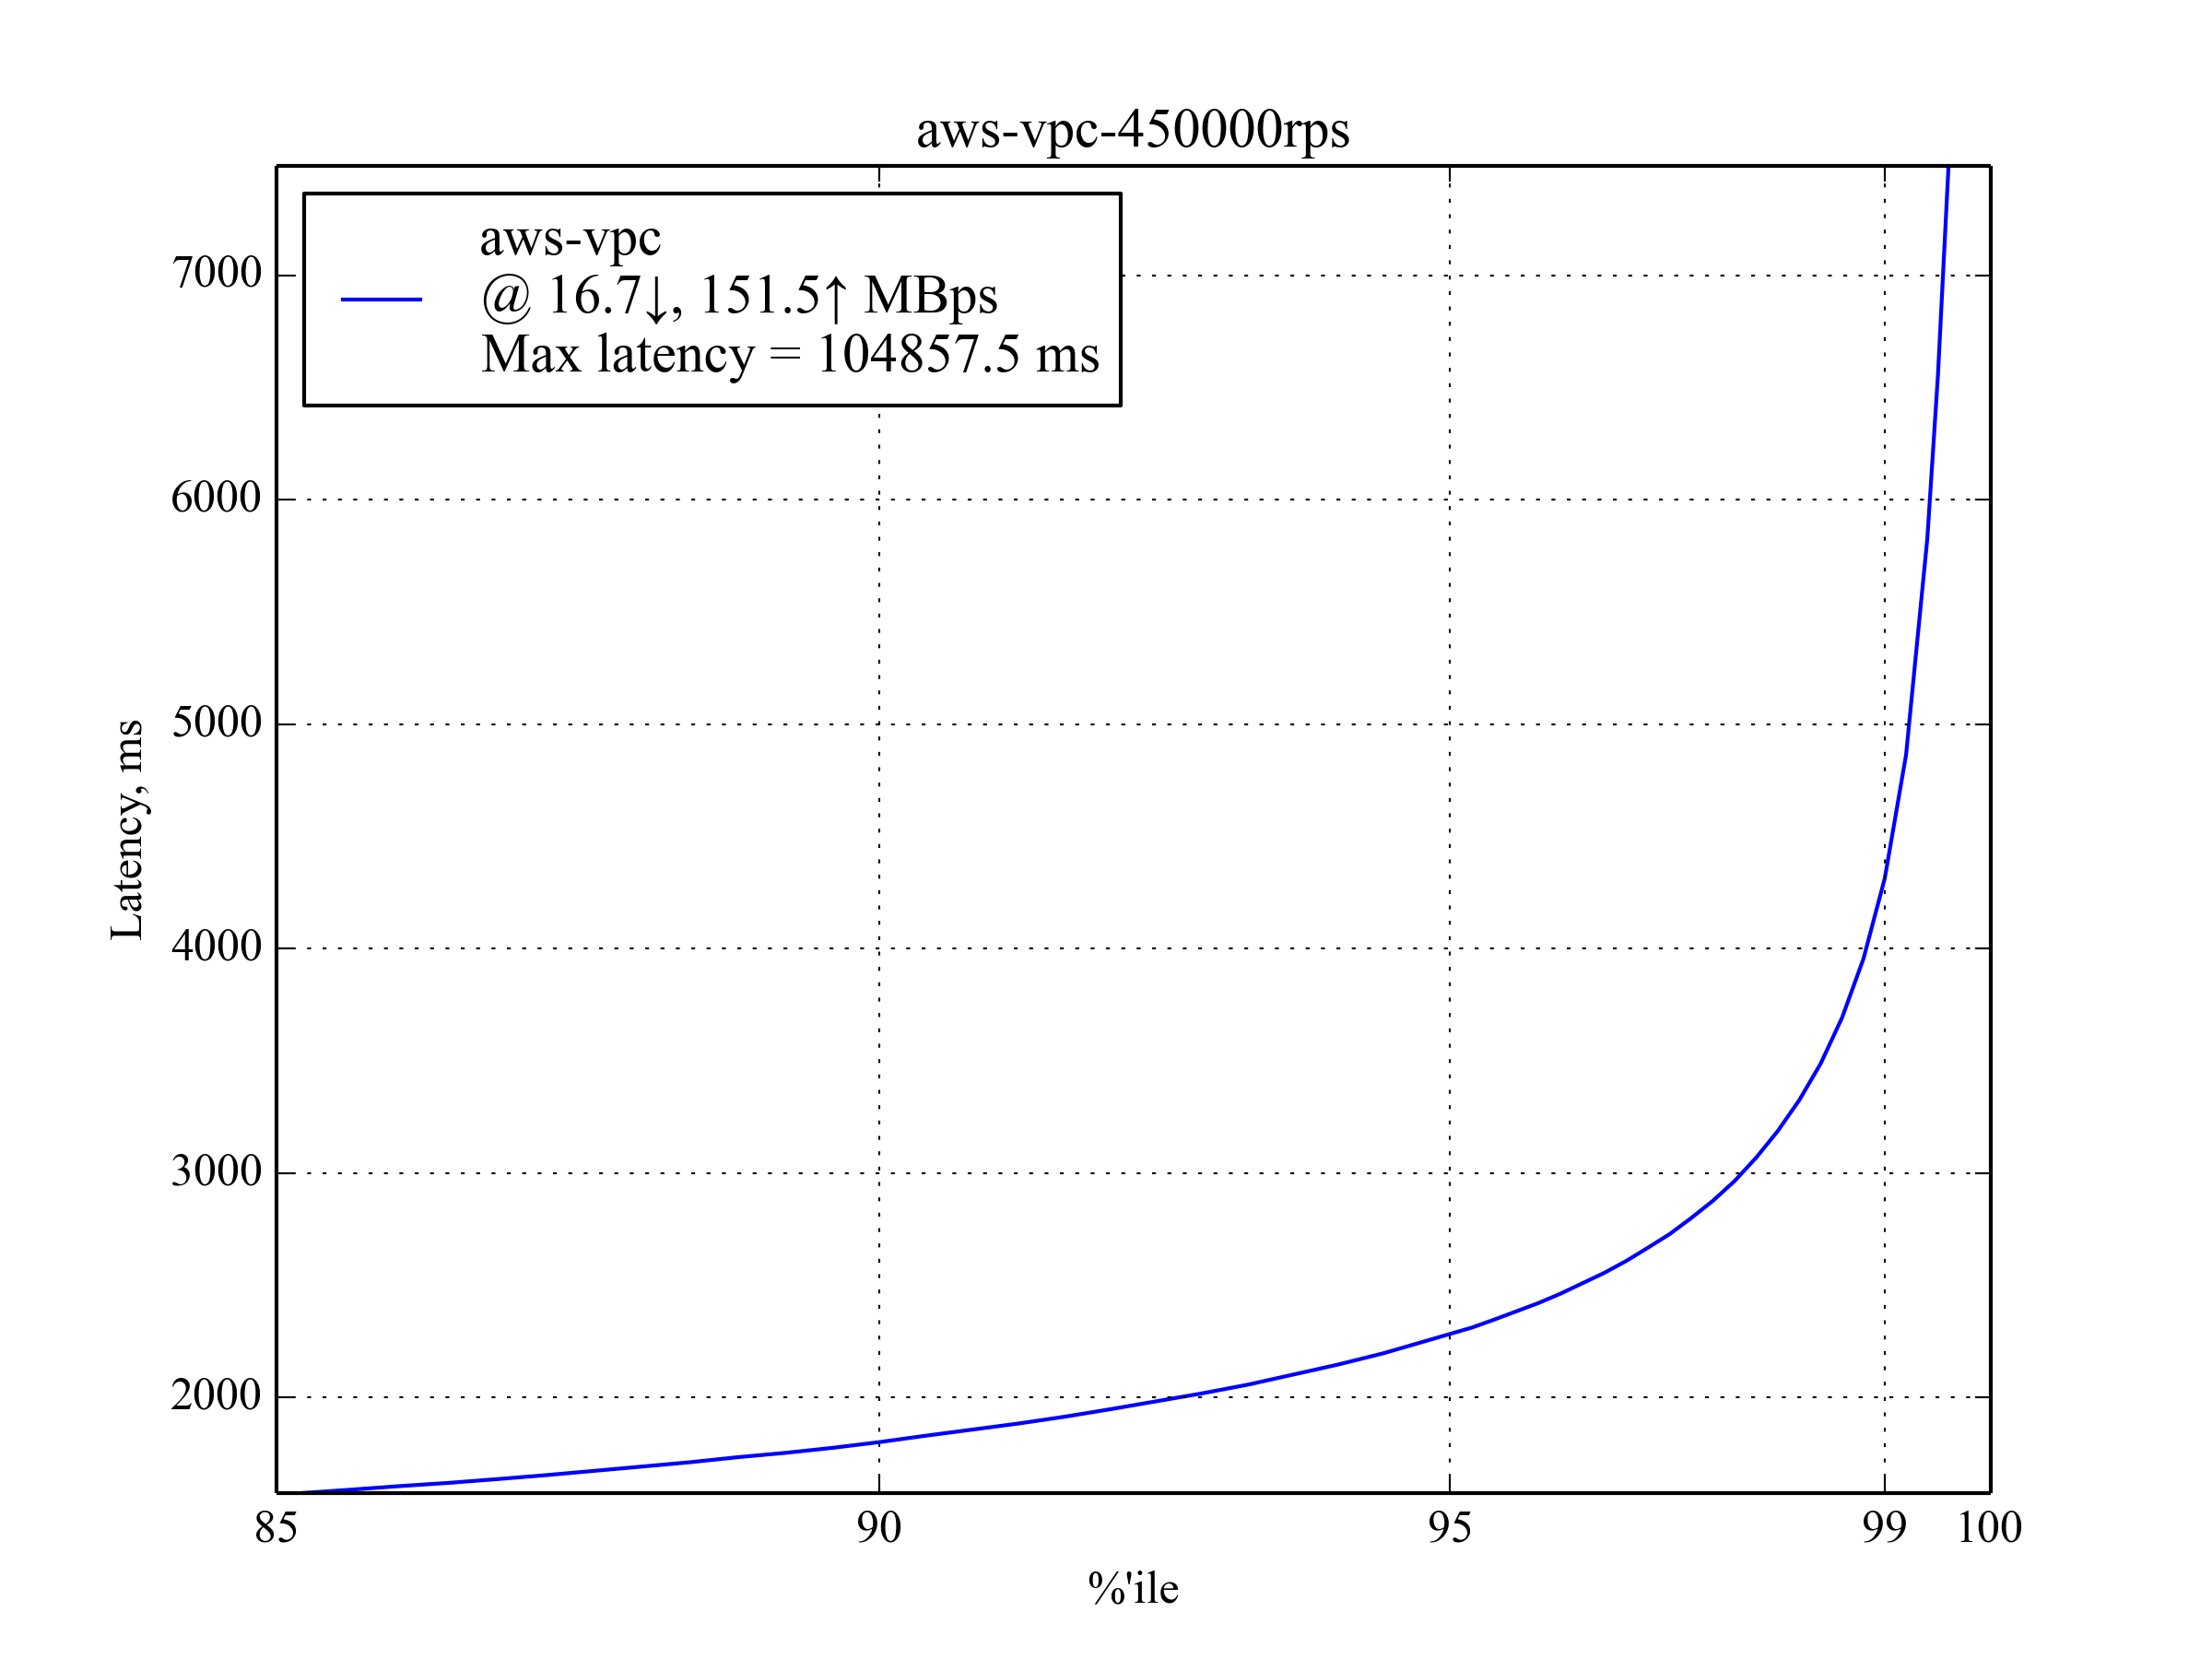 aws-vpc-450000rps
aws-vpc
@ 16.7↓, 151.5↑ MBps
Max latency = 104857.5 ms
7000
6000
5000
4000
3000
2000
Latency, ms
85 90 95 99 100
%'ile